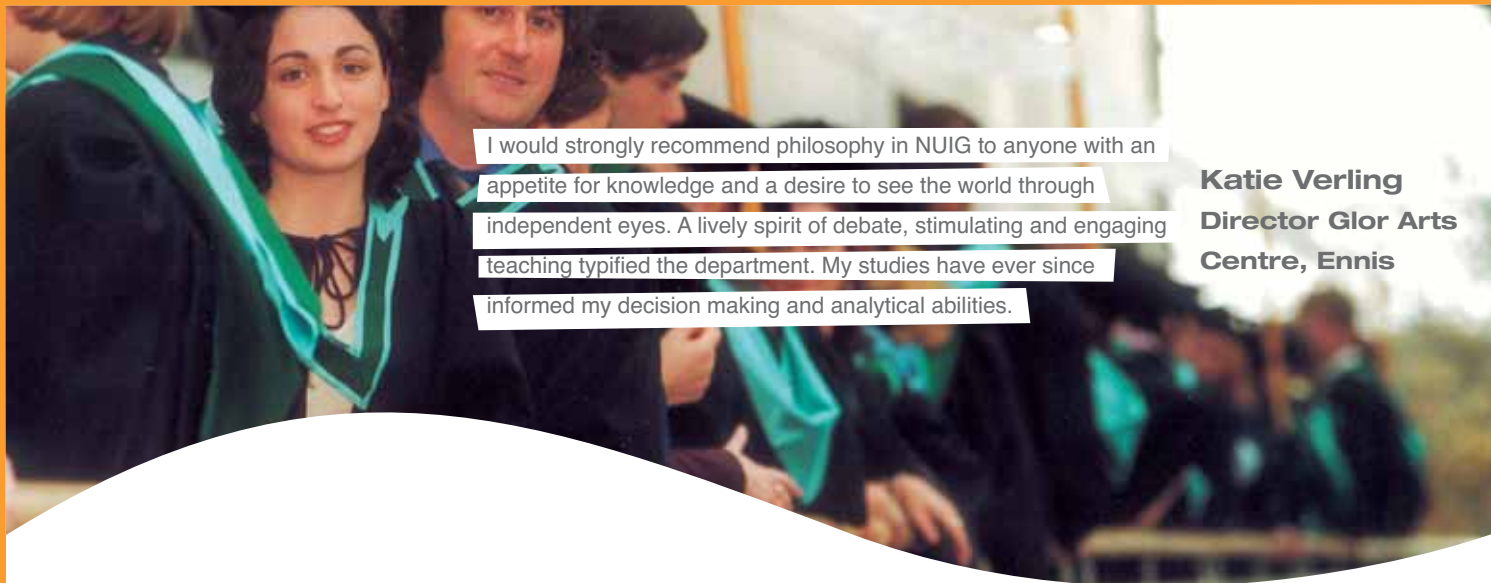 I would strongly recommend philosophy in NUIG to anyone with an
appetite for knowledge and a desire to see the world through
independent eyes. A lively spirit of debate, stimulating and engaging
teaching typified the department. My studies have ever since
informed my decision making and analytical abilities.
Katie Verling
Director Glor Arts
Centre, Ennis